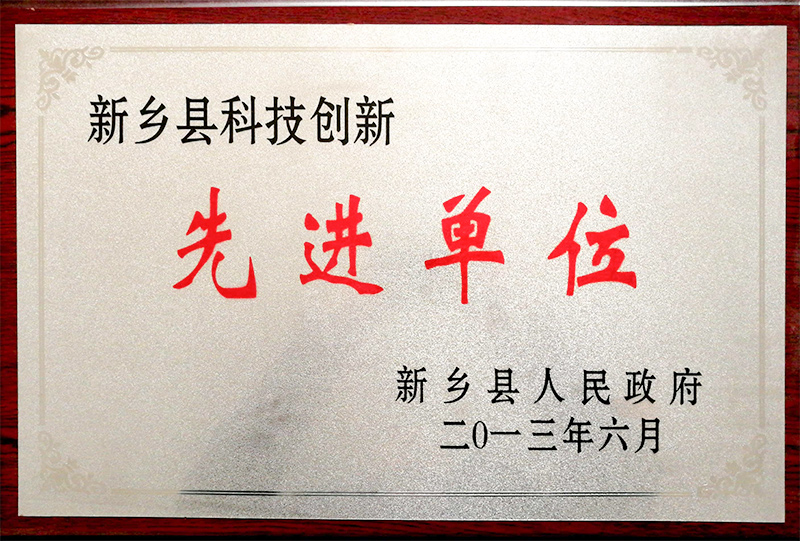 新乡县科技创新
先进单位
新乡县人民政府
二0一三年六月